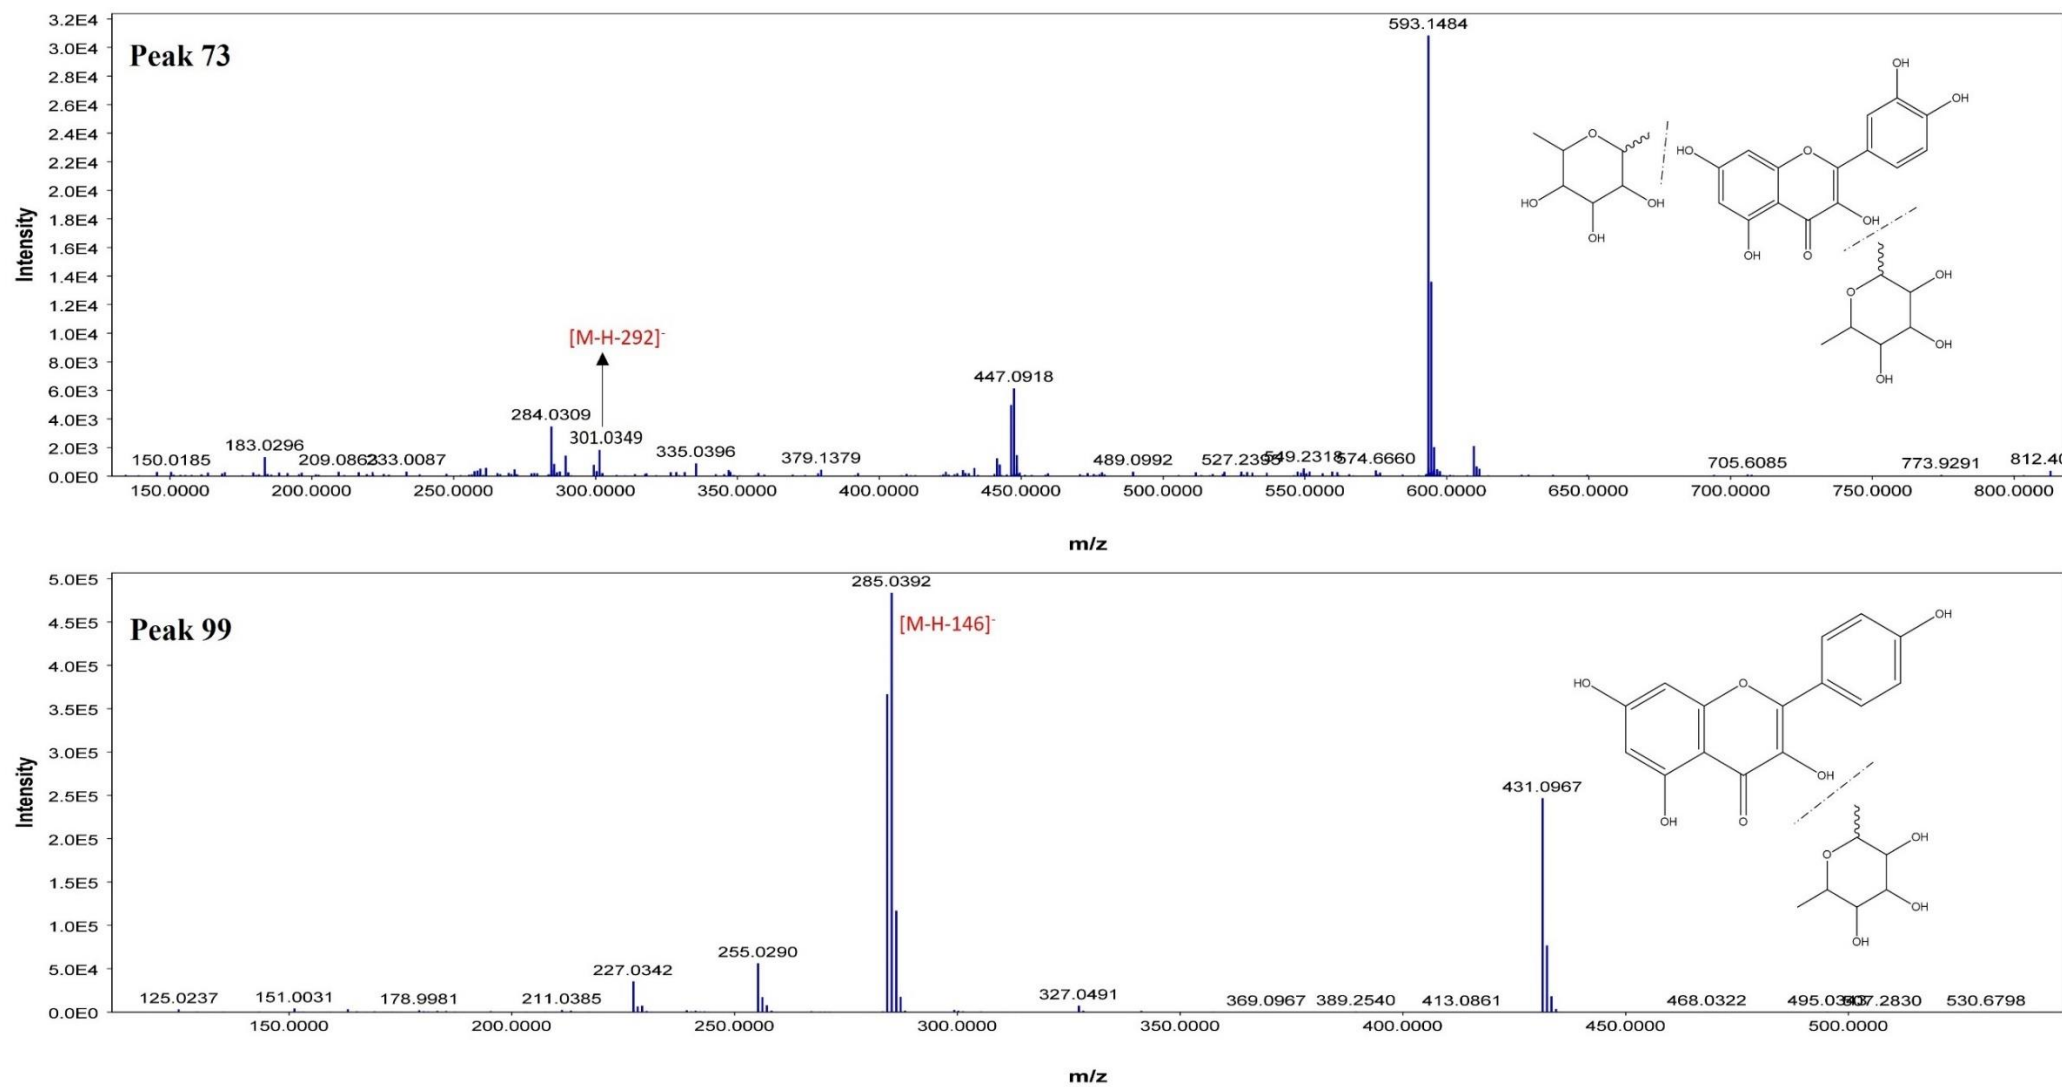 Peak 73
Intensity
3.2E4
3.0E4
2.8E4
2.6E4
2.4E4
2.2E4
2.0E4
1.8E4
1.6E4
1.4E4
1.2E4
1.0E4
8.0E3
6.0E3
4.0E3
2.0E3
0.0E0
593.1484
[M-H-292]-
447.0918
284.0309
301.0349
183.0296
335.0396
150.0185
233.0087
379.1379
489.0992
549.2318
574.6660
705.6085
773.9291
812.40
OH
OH
O
HO
O
HO
OH
OH
OH
OH
O
OH
O
OH
OH
150.0000 200.0000 250.0000 300.0000 350.0000 400.0000 450.0000 500.0000 550.0000 600.0000 650.0000 700.0000 750.0000 800.0000
m/z
Peak 99
Intensity
5.0E5
4.5E5
4.0E5
3.5E5
3.0E5
2.5E5
2.0E5
1.5E5
1.0E5
5.0E4
0.0E0
285.0392
[M-H-146]-
431.0967
255.0290
227.0342
125.0237
151.0031
178.9981
211.0385
327.0491
369.0967
389.2540
413.0861
468.0322
530.6798
OH
HO
O
OH
OH
O
OH
O
OH
OH
150.0000 200.0000 250.0000 300.0000 350.0000 400.0000 450.0000 500.0000
m/z